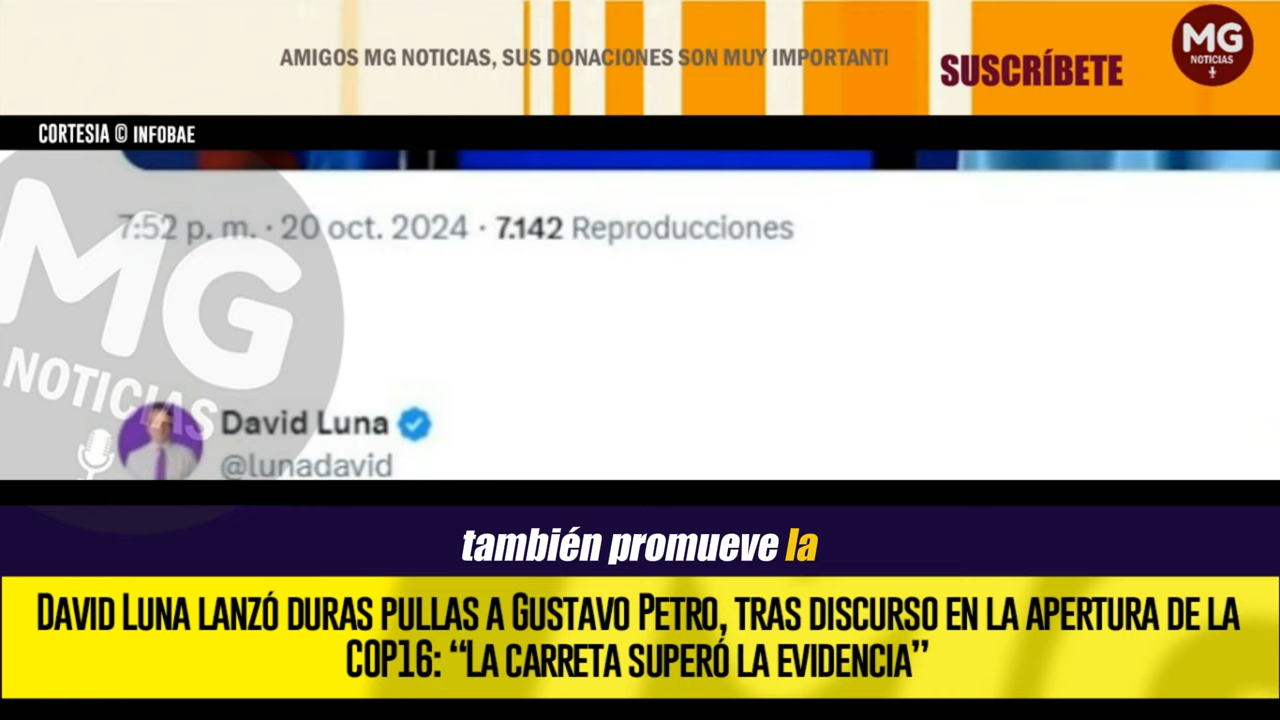 AMIGOS MG NOTICIAS, SUS DONACIONES SON MUY IMPORTANTI
SUSCRÍBETE
MG
NOTICIAS
CORTESIA © INFOBAE
7:52 p. m. · 20 oct. 2024 · 7.142 Reproducciones
MG
NOTICIAS
David Luna
@lunadavid
también promueve la
DAVID LUNA LANZÓ DURAS PULLAS A GUSTAVO PETRO, TRAS DISCURSO EN LA APERTURA DE LA
COP16: “LA CARRETA SUPERÓ LA EVIDENCIA”